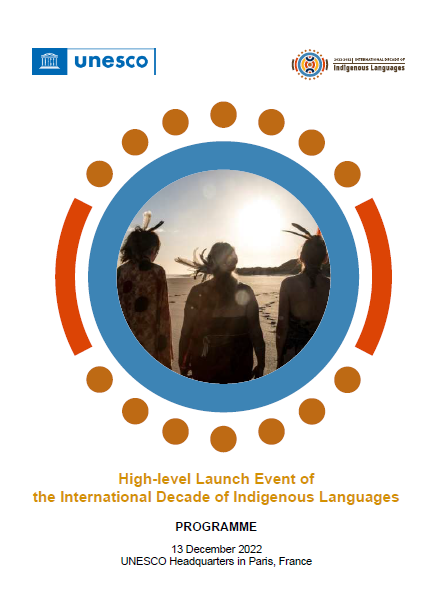 unesco
2022-2032 | INTERNATIONAL DECADE OF
Indigenous Languages
High-level Launch Event of
the International Decade of Indigenous Languages
PROGRAMME
13 December 2022
UNESCO Headquarters in Paris, France